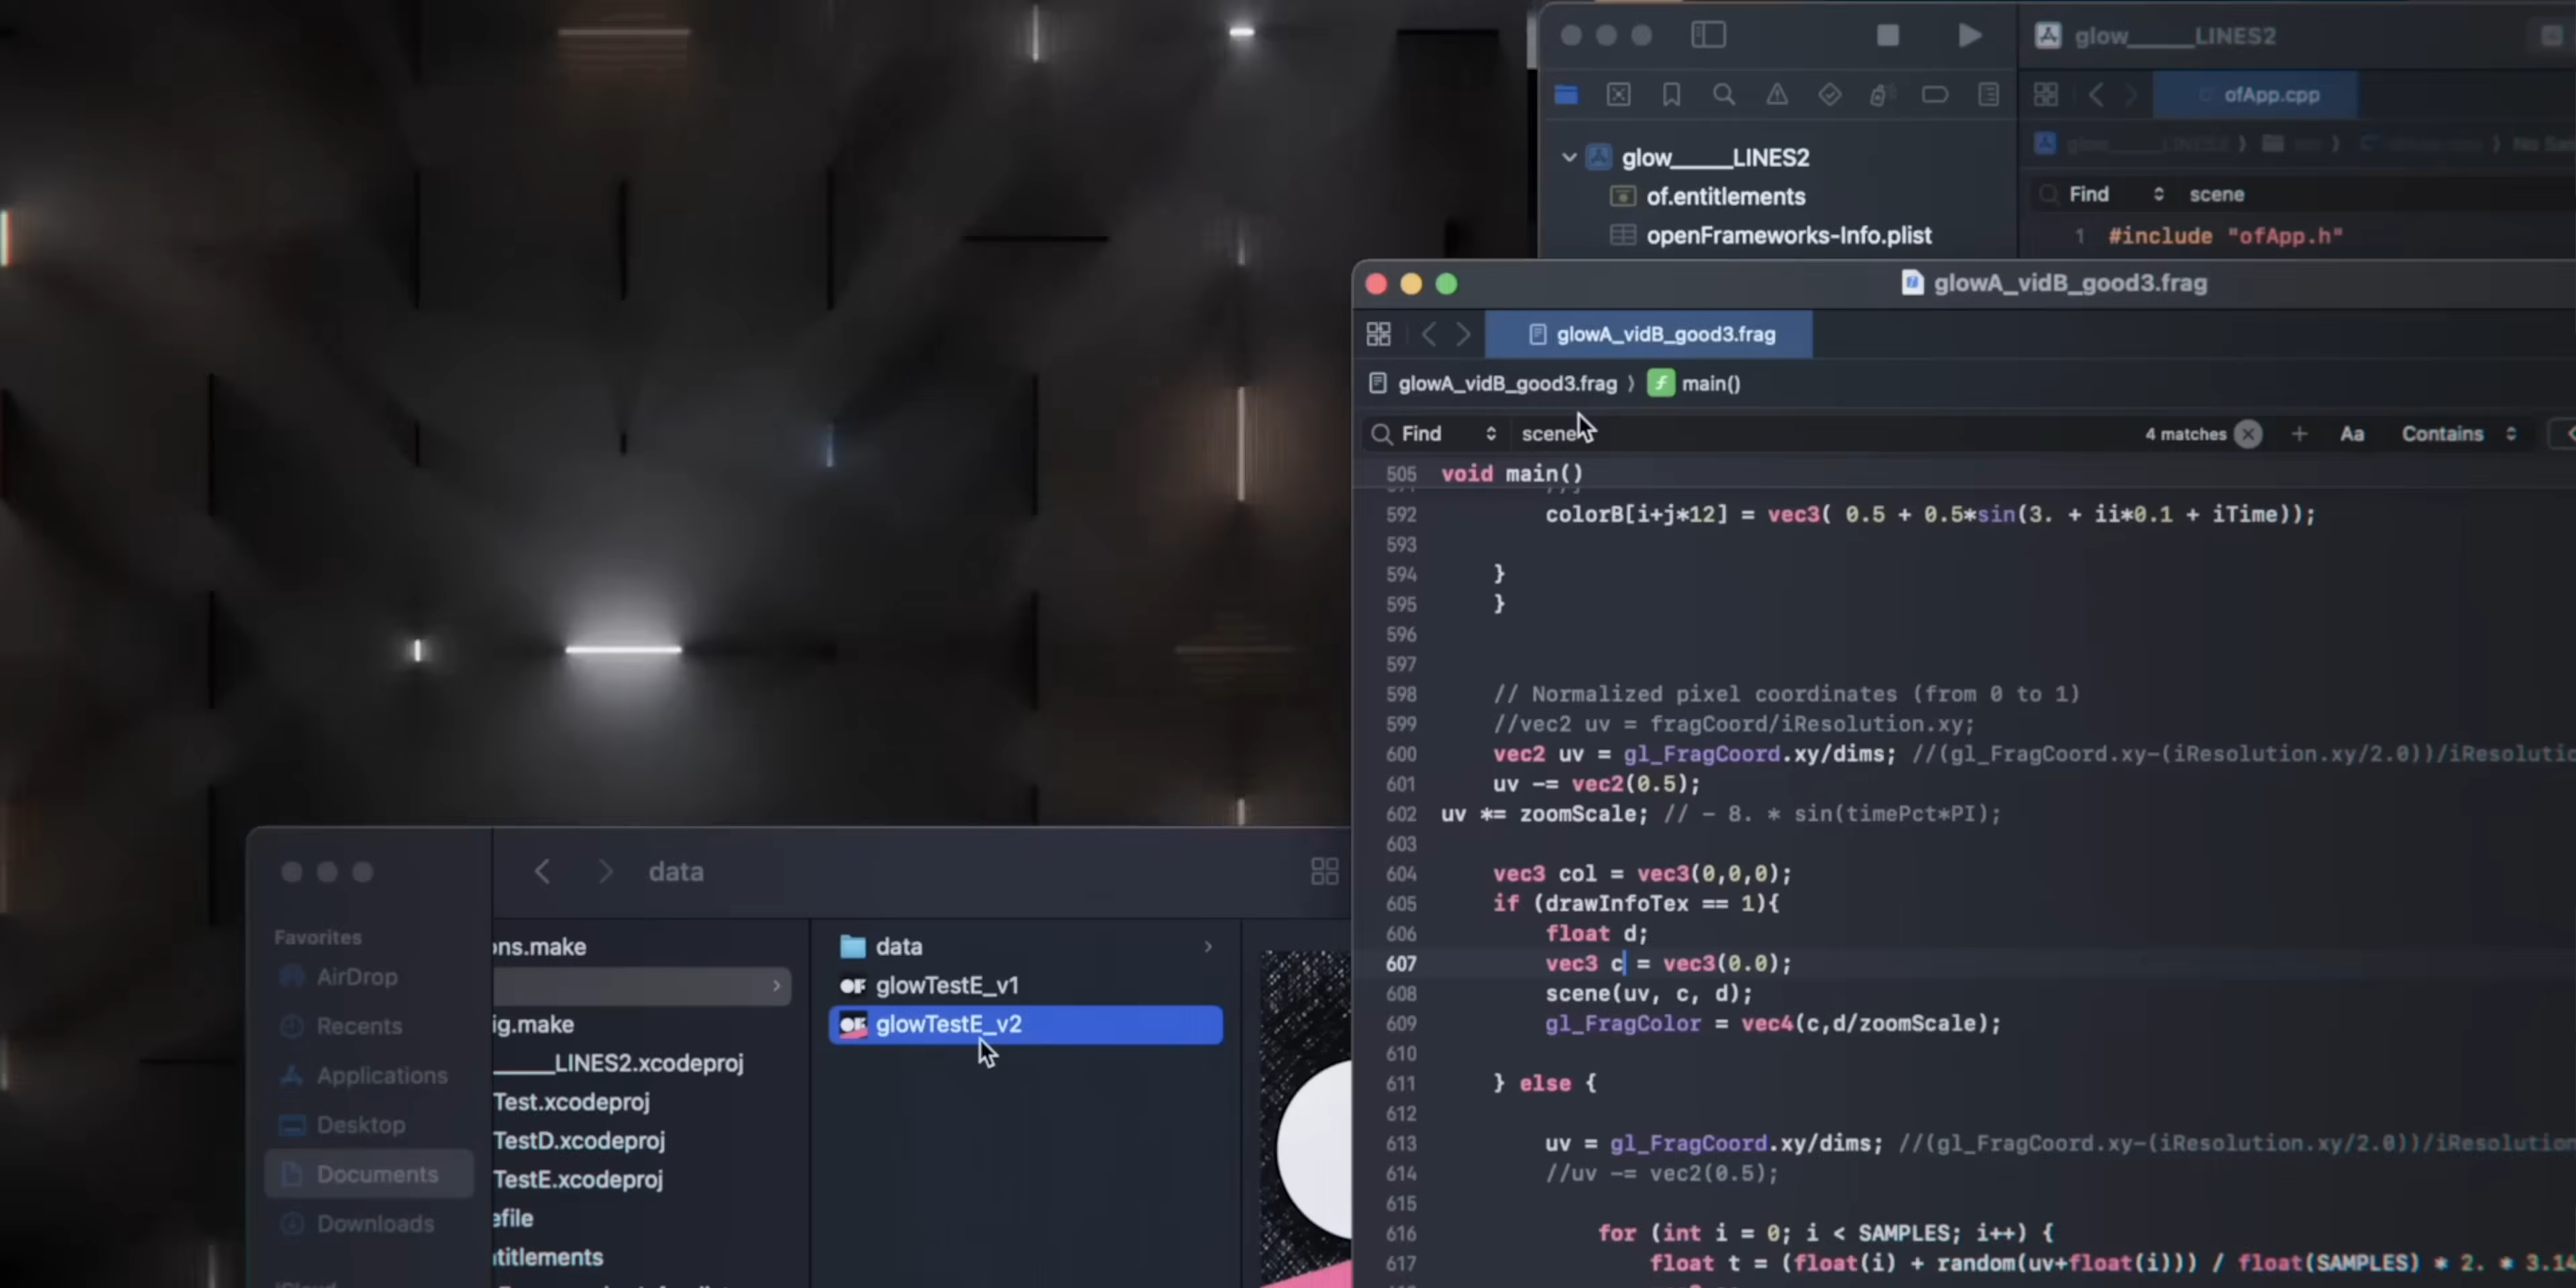 glow_____LINES2
ofApp.cpp
glow_____LINES2
Find scene
of.entitlements
openFrameworks-Info.plist
1 #include "ofApp.h"
glowA_vidB_good3.frag
glowA_vidB_good3.frag
glowA_vidB_good3.frag 〉 main()
Find scene 4 matches Aa Contains
505 void main()
592 colorB[i+j*12] = vec3( 0.5 + 0.5*sin(3. + ii*0.1 + iTime));
593
594 }
595 }
596
597
598 // Normalized pixel coordinates (from 0 to 1)
599 //vec2 uv = fragCoord/iResolution.xy;
600 vec2 uv = gl_FragCoord.xy/dims; //(gl_FragCoord.xy-(iResolution.xy/2.0))/iResolutio
601 uv -= vec2(0.5);
602 uv *= zoomScale; // - 8. * sin(timePct*PI);
603
604 vec3 col = vec3(0,0,0);
605 if (drawInfoTex == 1){
606 float d;
607 vec3 c = vec3(0.0);
608 scene(uv, c, d);
609 gl_FragColor = vec4(c,d/zoomScale);
610
611 } else {
612
613 uv = gl_FragCoord.xy/dims; //(gl_FragCoord.xy-(iResolution.xy/2.0))/iResolution
614 //uv -= vec2(0.5);
615
616 for (int i = 0; i < SAMPLES; i++) {
617 float t = (float(i) + random(uv+float(i))) / float(SAMPLES) * 2. * 3.14
data
Favorites
AirDrop
Recents
Applications
Desktop
Documents
Downloads
ons.make
ig.make
_____LINES2.xcodeproj
Test.xcodeproj
TestD.xcodeproj
TestE.xcodeproj
efile
titlements
data
glowTestE_v1
glowTestE_v2